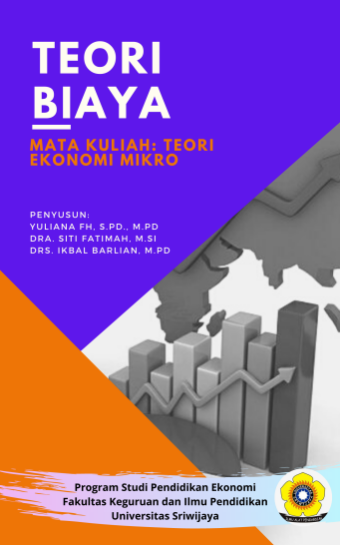 TEORI
BIAYA
MATA KULIAH: TEORI
EKONOMI MIKRO
PENYUSUN:
YULIANA FH, S.PD., M.PD
DRA. SITI FATIMAH, M.SI
DRS. IKBAL BARLIAN, M.PD
Program Studi Pendidikan Ekonomi
Fakultas Keguruan dan Ilmu Pendidikan
Universitas Sriwijaya